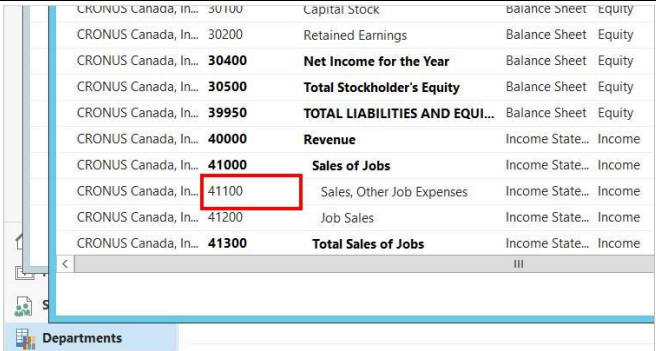 CRONUS Canada, In... 30100 Capital Stock Balance Sheet Equity
CRONUS Canada, In... 30200 Retained Earnings Balance Sheet Equity
CRONUS Canada, In... 30400 Net Income for the Year Balance Sheet Equity
CRONUS Canada, In... 30500 Total Stockholder's Equity Balance Sheet Equity
CRONUS Canada, In... 39950 TOTAL LIABILITIES AND EQUI... Balance Sheet Equity
CRONUS Canada, In... 40000 Revenue Income State... Income
CRONUS Canada, In... 41000 Sales of Jobs Income State... Income
CRONUS Canada, In... 41100 Sales, Other Job Expenses Income State... Income
CRONUS Canada, In... 41200 Job Sales Income State... Income
CRONUS Canada, In... 41300 Total Sales of Jobs Income State... Income
S
Departments